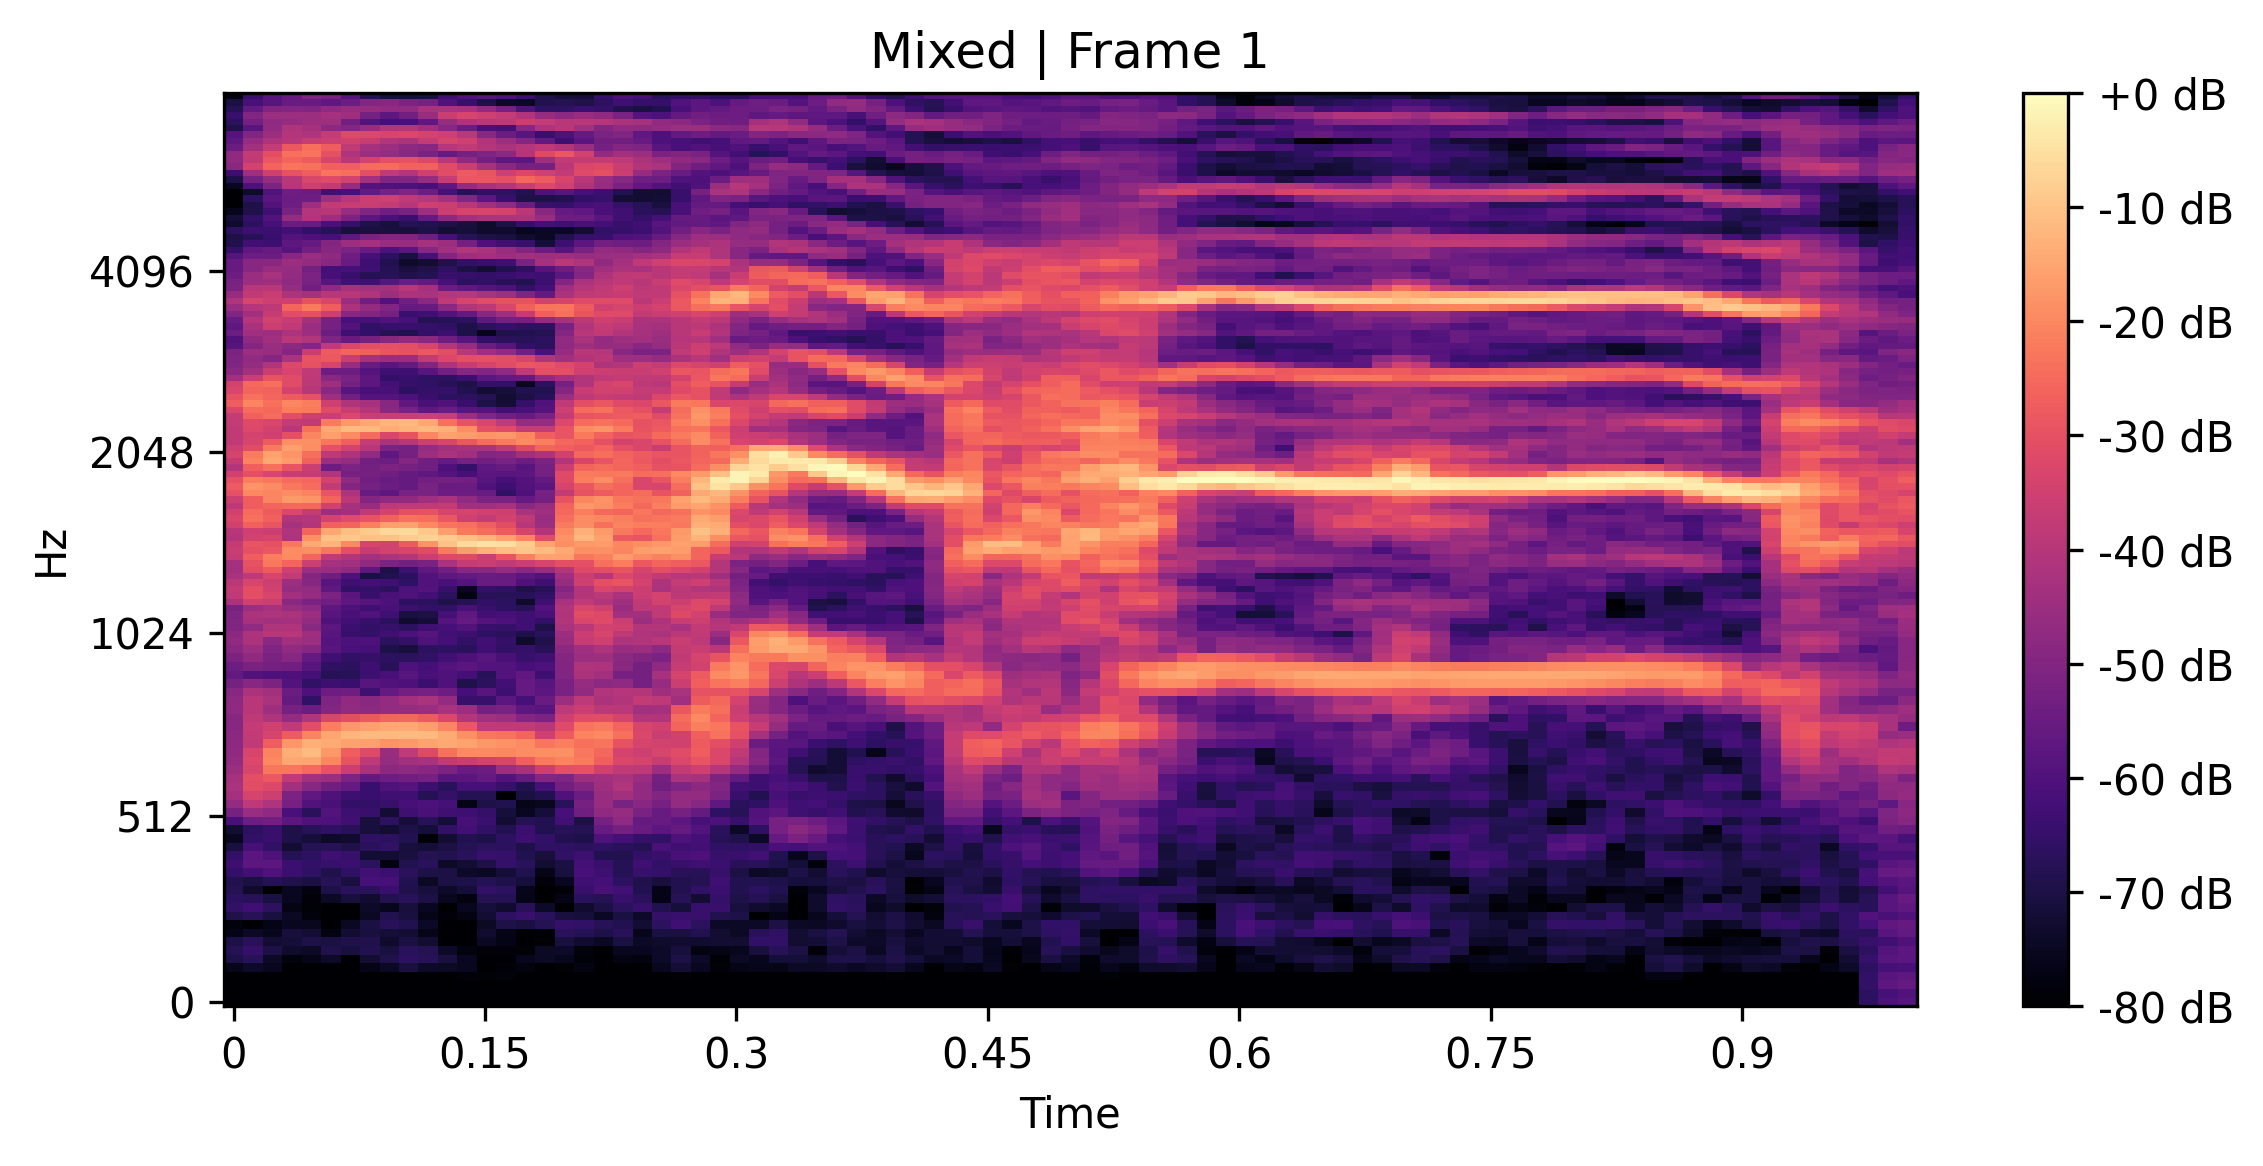 Mixed | Frame 1
Hz
4096
2048
1024
512
0
0 0.15 0.3 0.45 0.6 0.75 0.9
Time
+0 dB
-10 dB
-20 dB
-30 dB
-40 dB
-50 dB
-60 dB
-70 dB
-80 dB